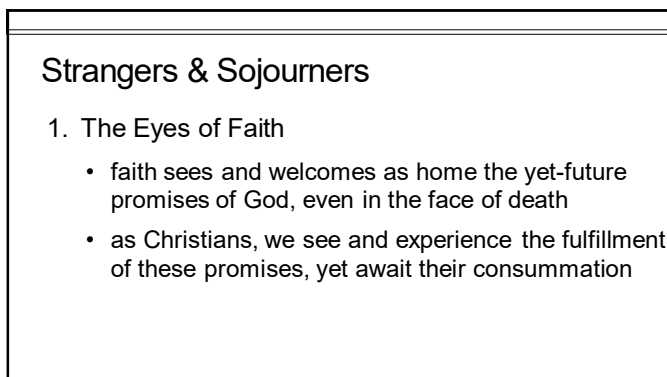 Strangers & Sojourners
1. The Eyes of Faith
• faith sees and welcomes as home the yet-future
promises of God, even in the face of death
• as Christians, we see and experience the fulfillment
of these promises, yet await their consummation